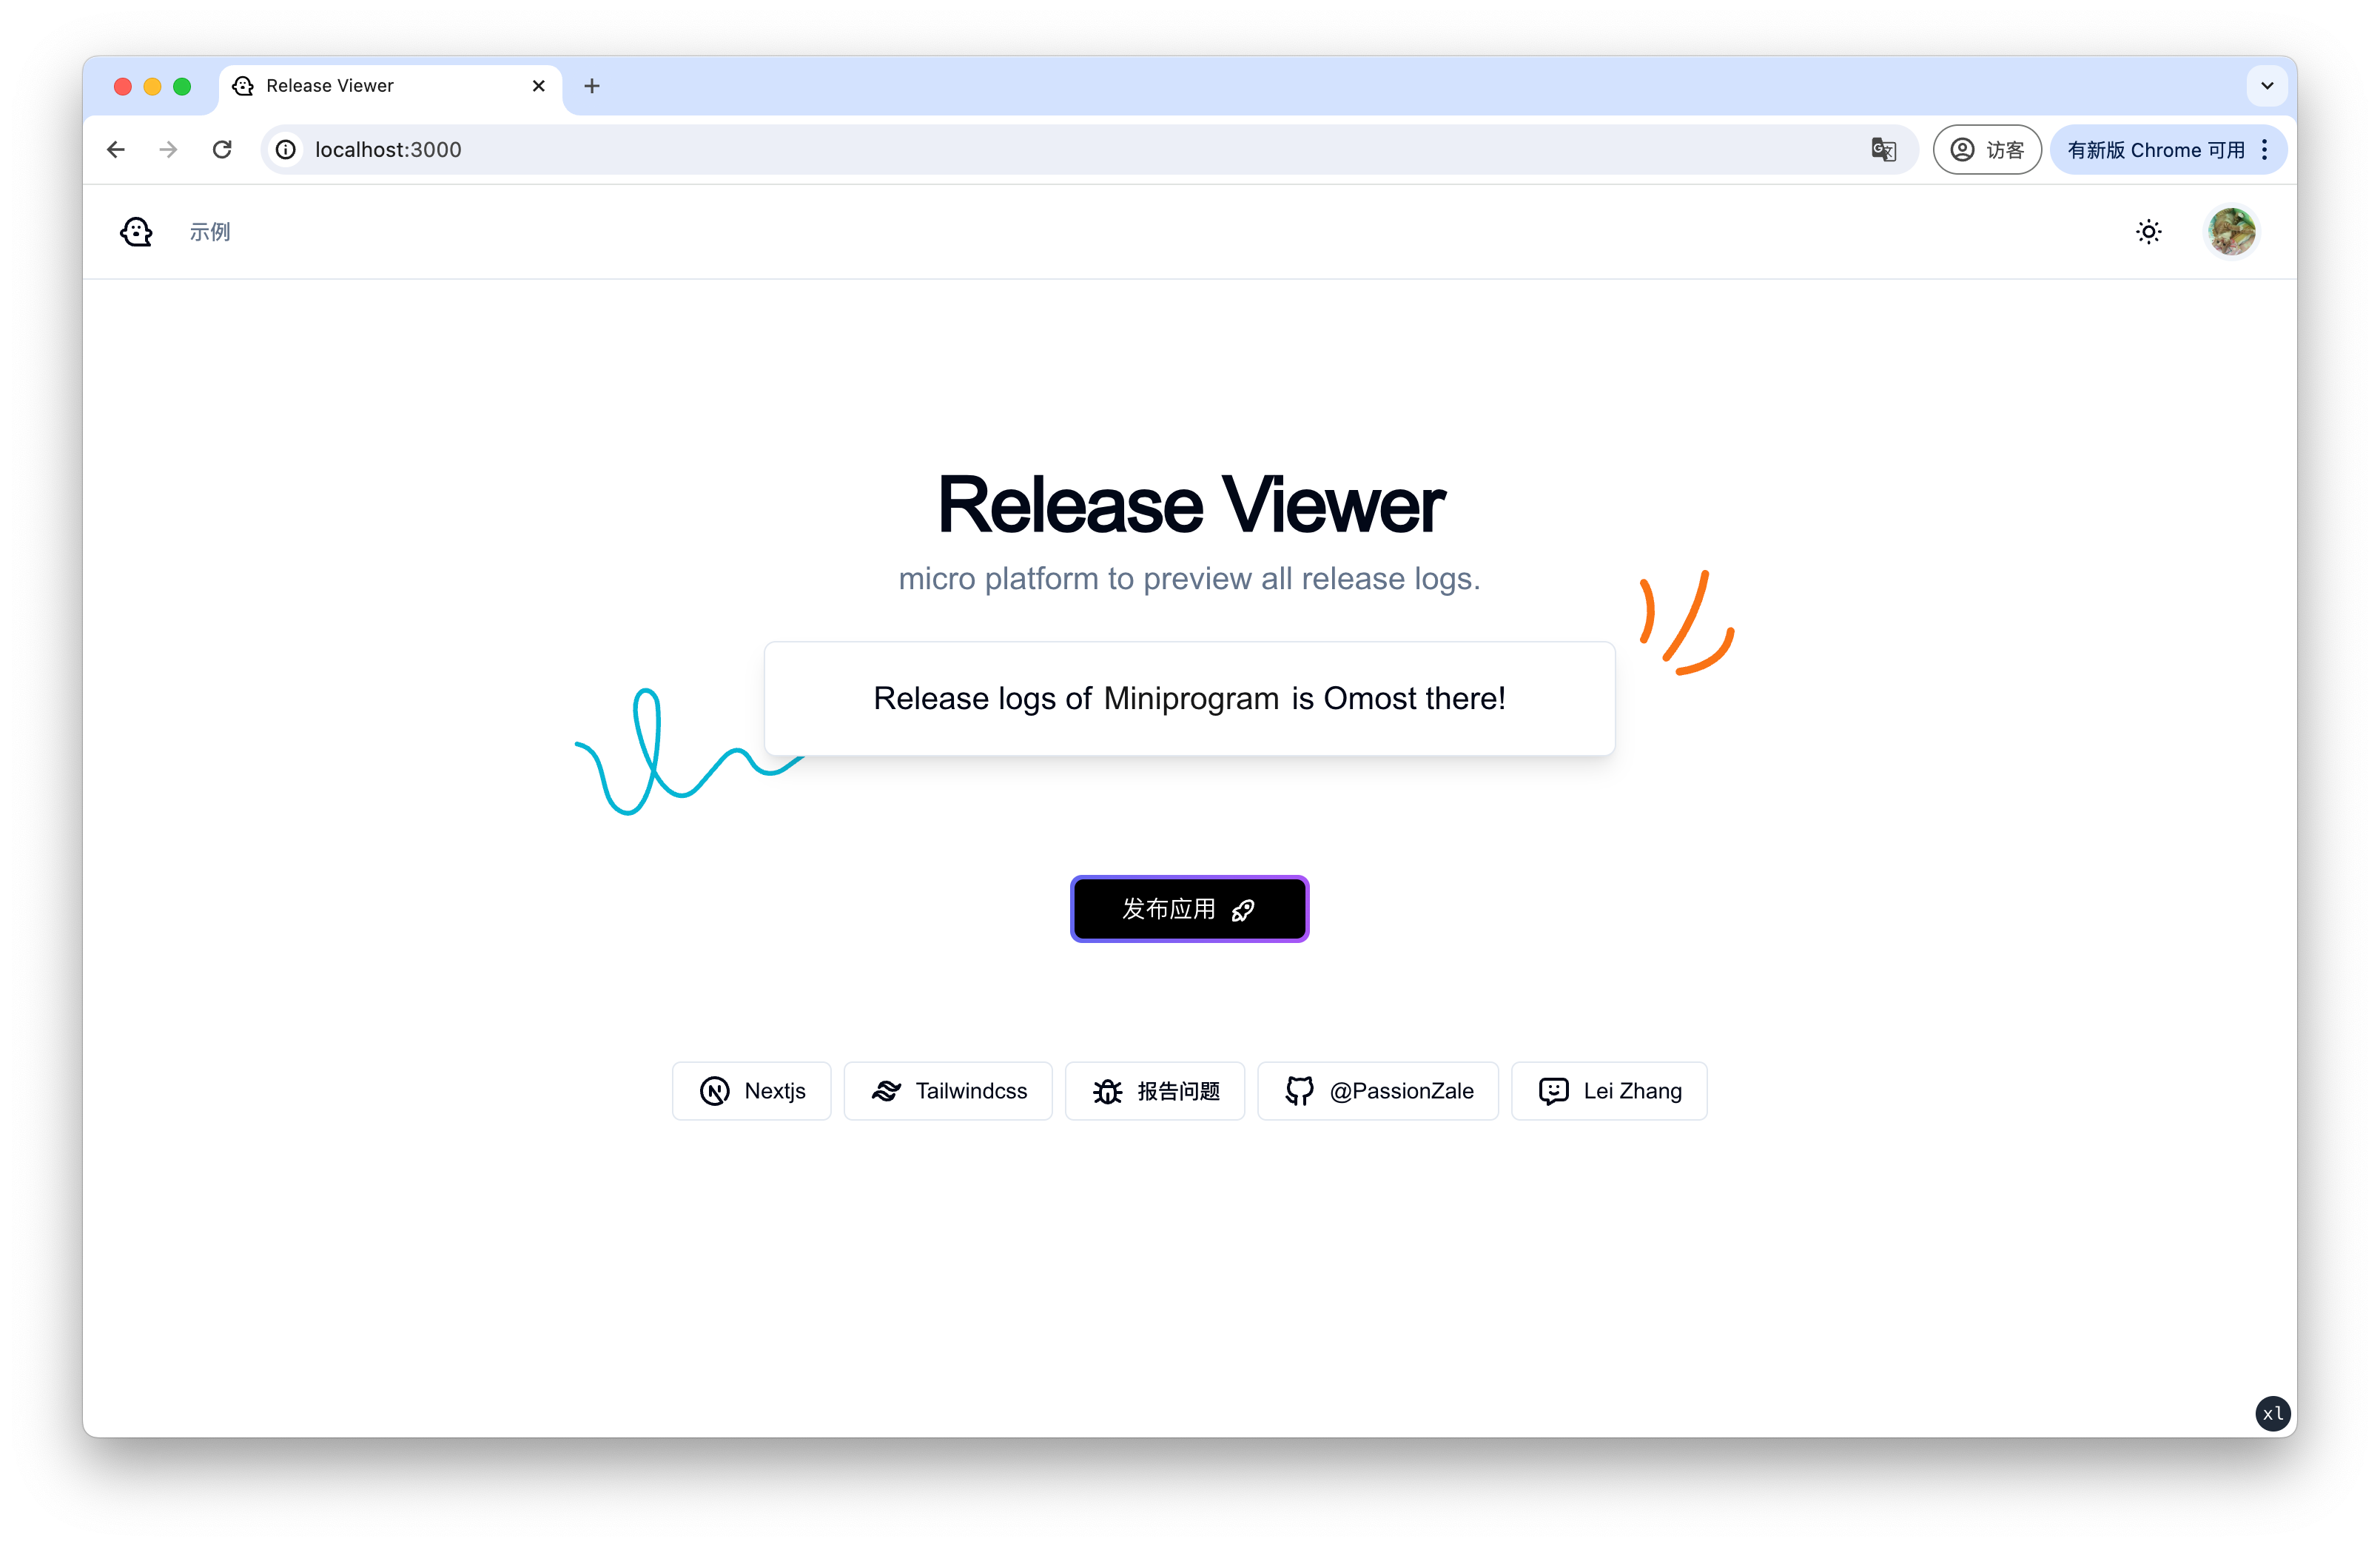 Release Viewer
localhost:3000
访客
有新版 Chrome 可用
示例
Release Viewer
micro platform to preview all release logs.
Release logs of Miniprogram is Omost there!
发布应用
Nextjs
Tailwindcss
报告问题
@PassionZale
Lei Zhang
xl